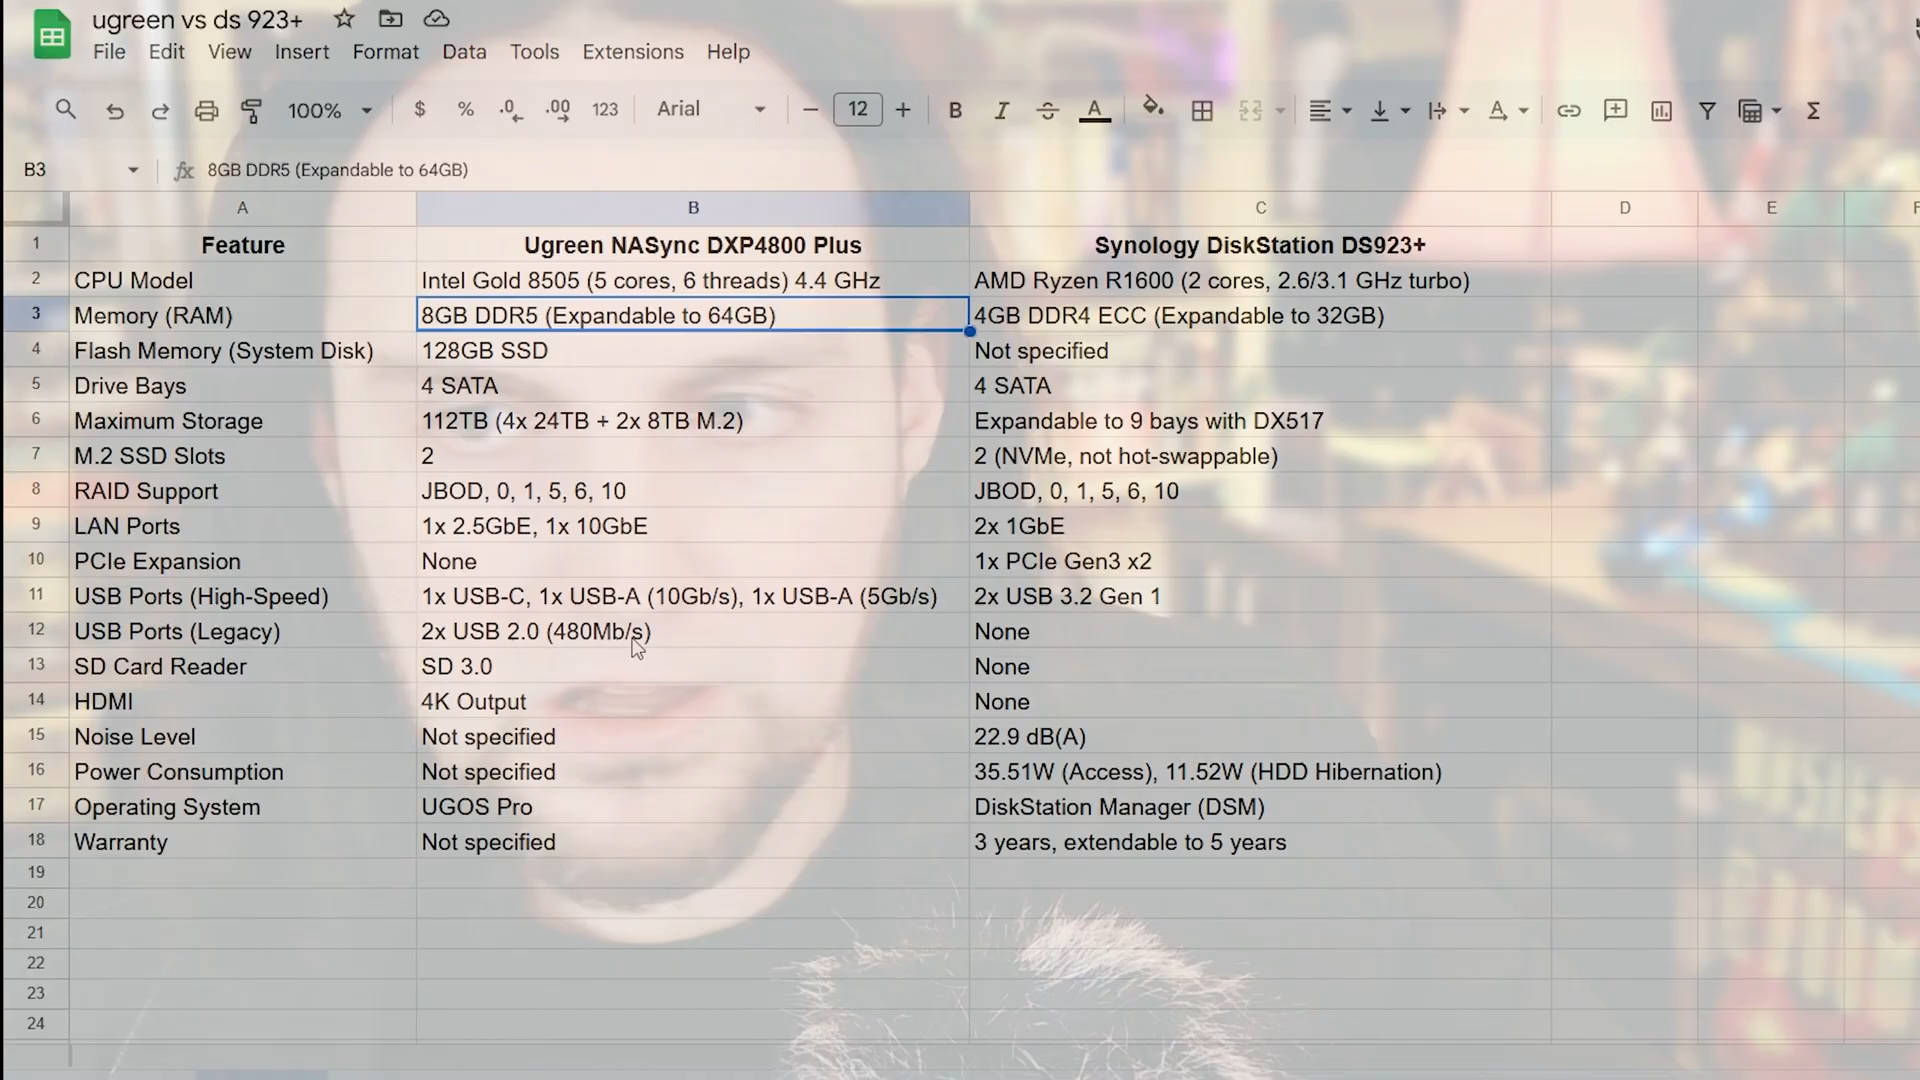 ugreen vs ds 923+
File Edit View Insert Format Data Tools Extensions Help
100% $ % .0 .00 123 Arial 12 B I A
B3 fx 8GB DDR5 (Expandable to 64GB)
A B C D E F
1 Feature Ugreen NASync DXP4800 Plus Synology DiskStation DS923+
2 CPU Model Intel Gold 8505 (5 cores, 6 threads) 4.4 GHz AMD Ryzen R1600 (2 cores, 2.6/3.1 GHz turbo)
3 Memory (RAM) 8GB DDR5 (Expandable to 64GB) 4GB DDR4 ECC (Expandable to 32GB)
4 Flash Memory (System Disk) 128GB SSD Not specified
5 Drive Bays 4 SATA 4 SATA
6 Maximum Storage 112TB (4x 24TB + 2x 8TB M.2) Expandable to 9 bays with DX517
7 M.2 SSD Slots 2 2 (NVMe, not hot-swappable)
8 RAID Support JBOD, 0, 1, 5, 6, 10 JBOD, 0, 1, 5, 6, 10
9 LAN Ports 1x 2.5GbE, 1x 10GbE 2x 1GbE
10 PCIe Expansion None 1x PCIe Gen3 x2
11 USB Ports (High-Speed) 1x USB-C, 1x USB-A (10Gb/s), 1x USB-A (5Gb/s) 2x USB 3.2 Gen 1
12 USB Ports (Legacy) 2x USB 2.0 (480Mb/s) None
13 SD Card Reader SD 3.0 None
14 HDMI 4K Output None
15 Noise Level Not specified 22.9 dB(A)
16 Power Consumption Not specified 35.51W (Access), 11.52W (HDD Hibernation)
17 Operating System UGOS Pro DiskStation Manager (DSM)
18 Warranty Not specified 3 years, extendable to 5 years
19
20
21
22
23
24